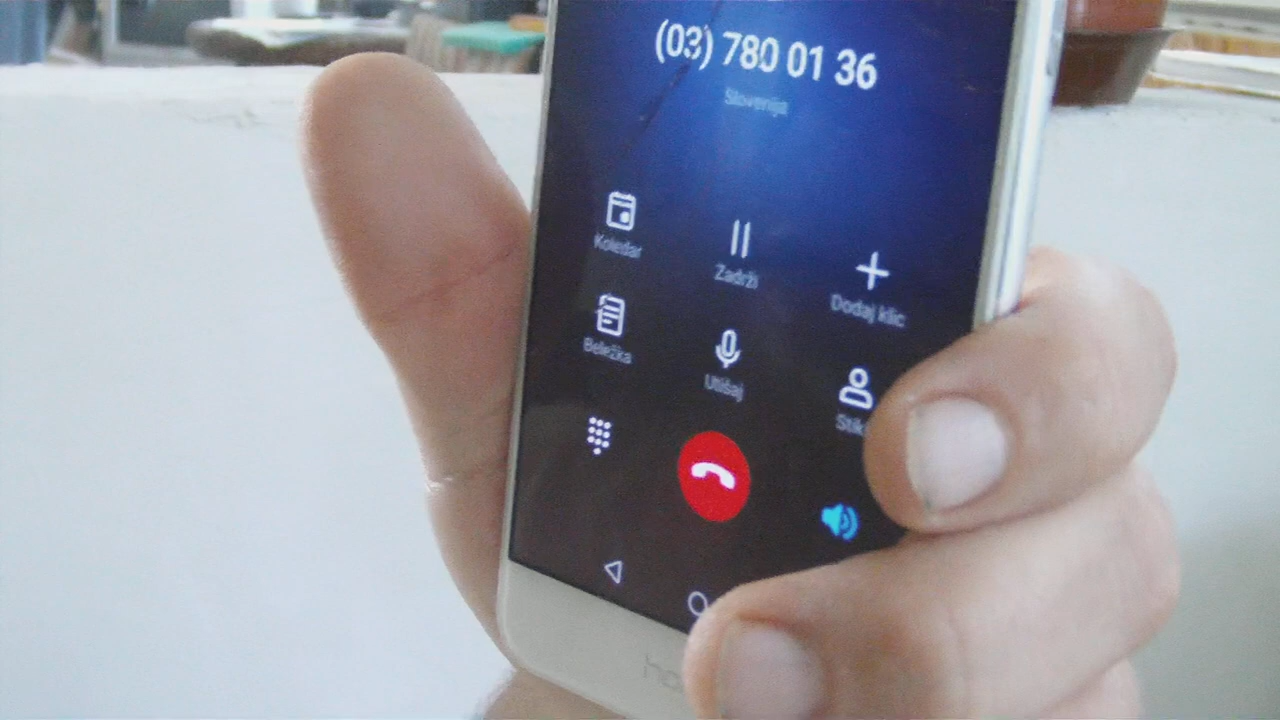 (03) 780 01 36
Slovenija
Koledar
Zadrži
Dodaj klic
Beležka
Utišaj